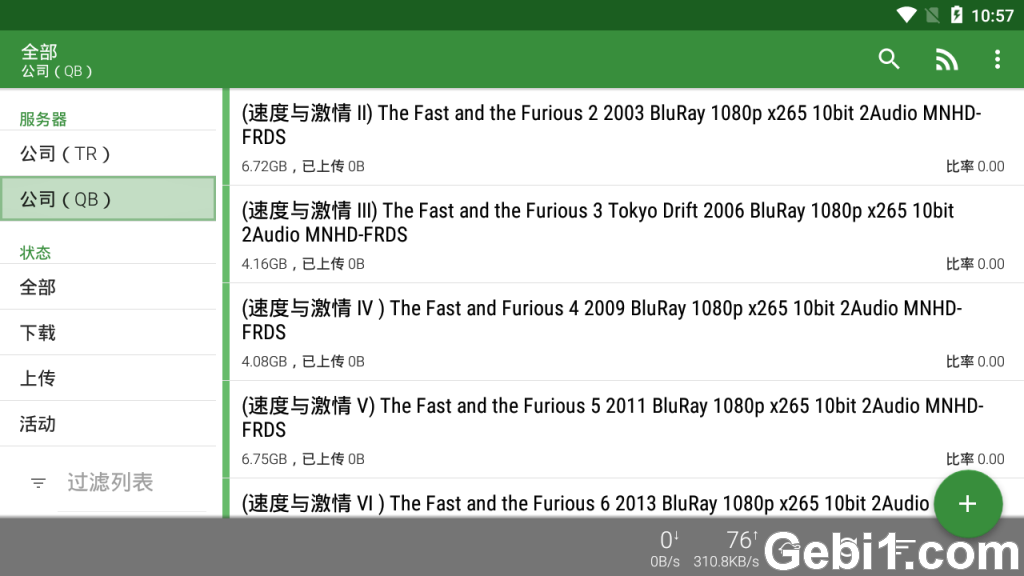 10:57
全部
公司（QB）
服务器
公司（TR）
公司（QB）
状态
全部
下载
上传
活动
过滤列表
(速度与激情 II) The Fast and the Furious 2 2003 BluRay 1080p x265 10bit 2Audio MNHD-
FRDS
6.72GB，已上传 0B 比率 0.00
(速度与激情 III) The Fast and the Furious 3 Tokyo Drift 2006 BluRay 1080p x265 10bit
2Audio MNHD-FRDS
4.16GB，已上传 0B 比率 0.00
(速度与激情 IV ) The Fast and Furious 4 2009 BluRay 1080p x265 10bit 2Audio MNHD-
FRDS
4.08GB，已上传 0B 比率 0.00
(速度与激情 V) The Fast and the Furious 5 2011 BluRay 1080p x265 10bit 2Audio MNHD-
FRDS
6.75GB，已上传 0B 比率 0.00
(速度与激情 VI ) The Fast and the Furious 6 2013 BluRay 1080p x265 10bit 2Audio
0↓ 76↑
0B/s 310.8KB/s
Gebi1.com